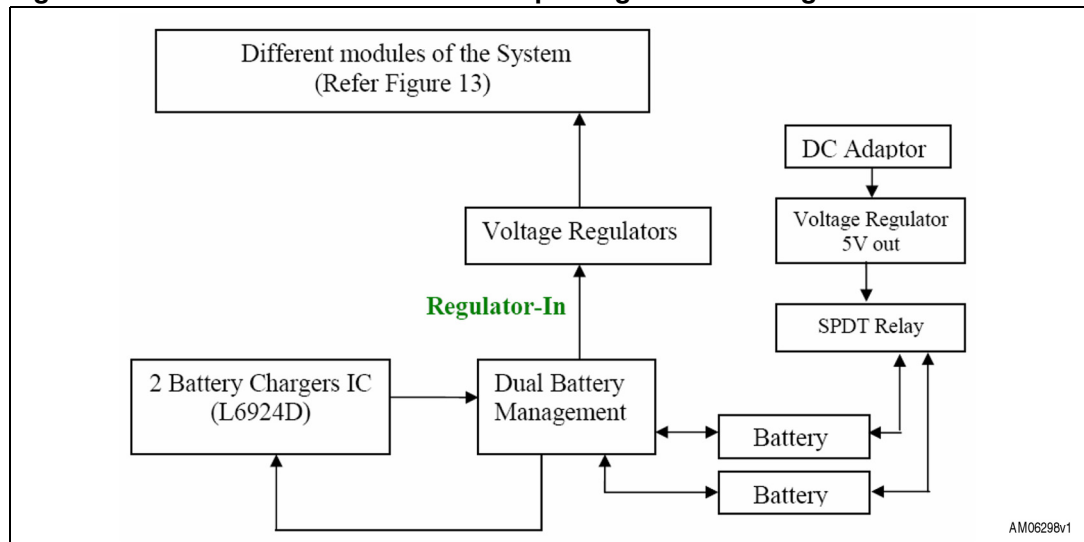 Different modules of the System
(Refer Figure 13)
DC Adaptor
Voltage Regulators
Voltage Regulator
5V out
Regulator-In
SPDT Relay
2 Battery Chargers IC
(L6924D)
Dual Battery
Management
Battery
Battery
AM06298v1